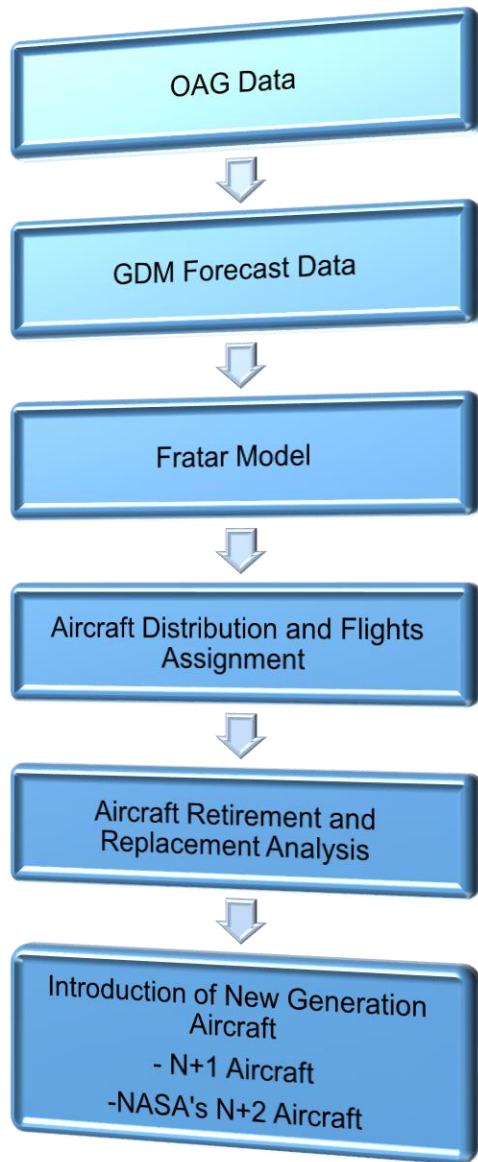 OAG Data
GDM Forecast Data
Fratar Model
Aircraft Distribution and Flights
Assignment
Aircraft Retirement and
Replacement Analysis
Introduction of New Generation
Aircraft
- N+1 Aircraft
-NASA's N+2 Aircraft